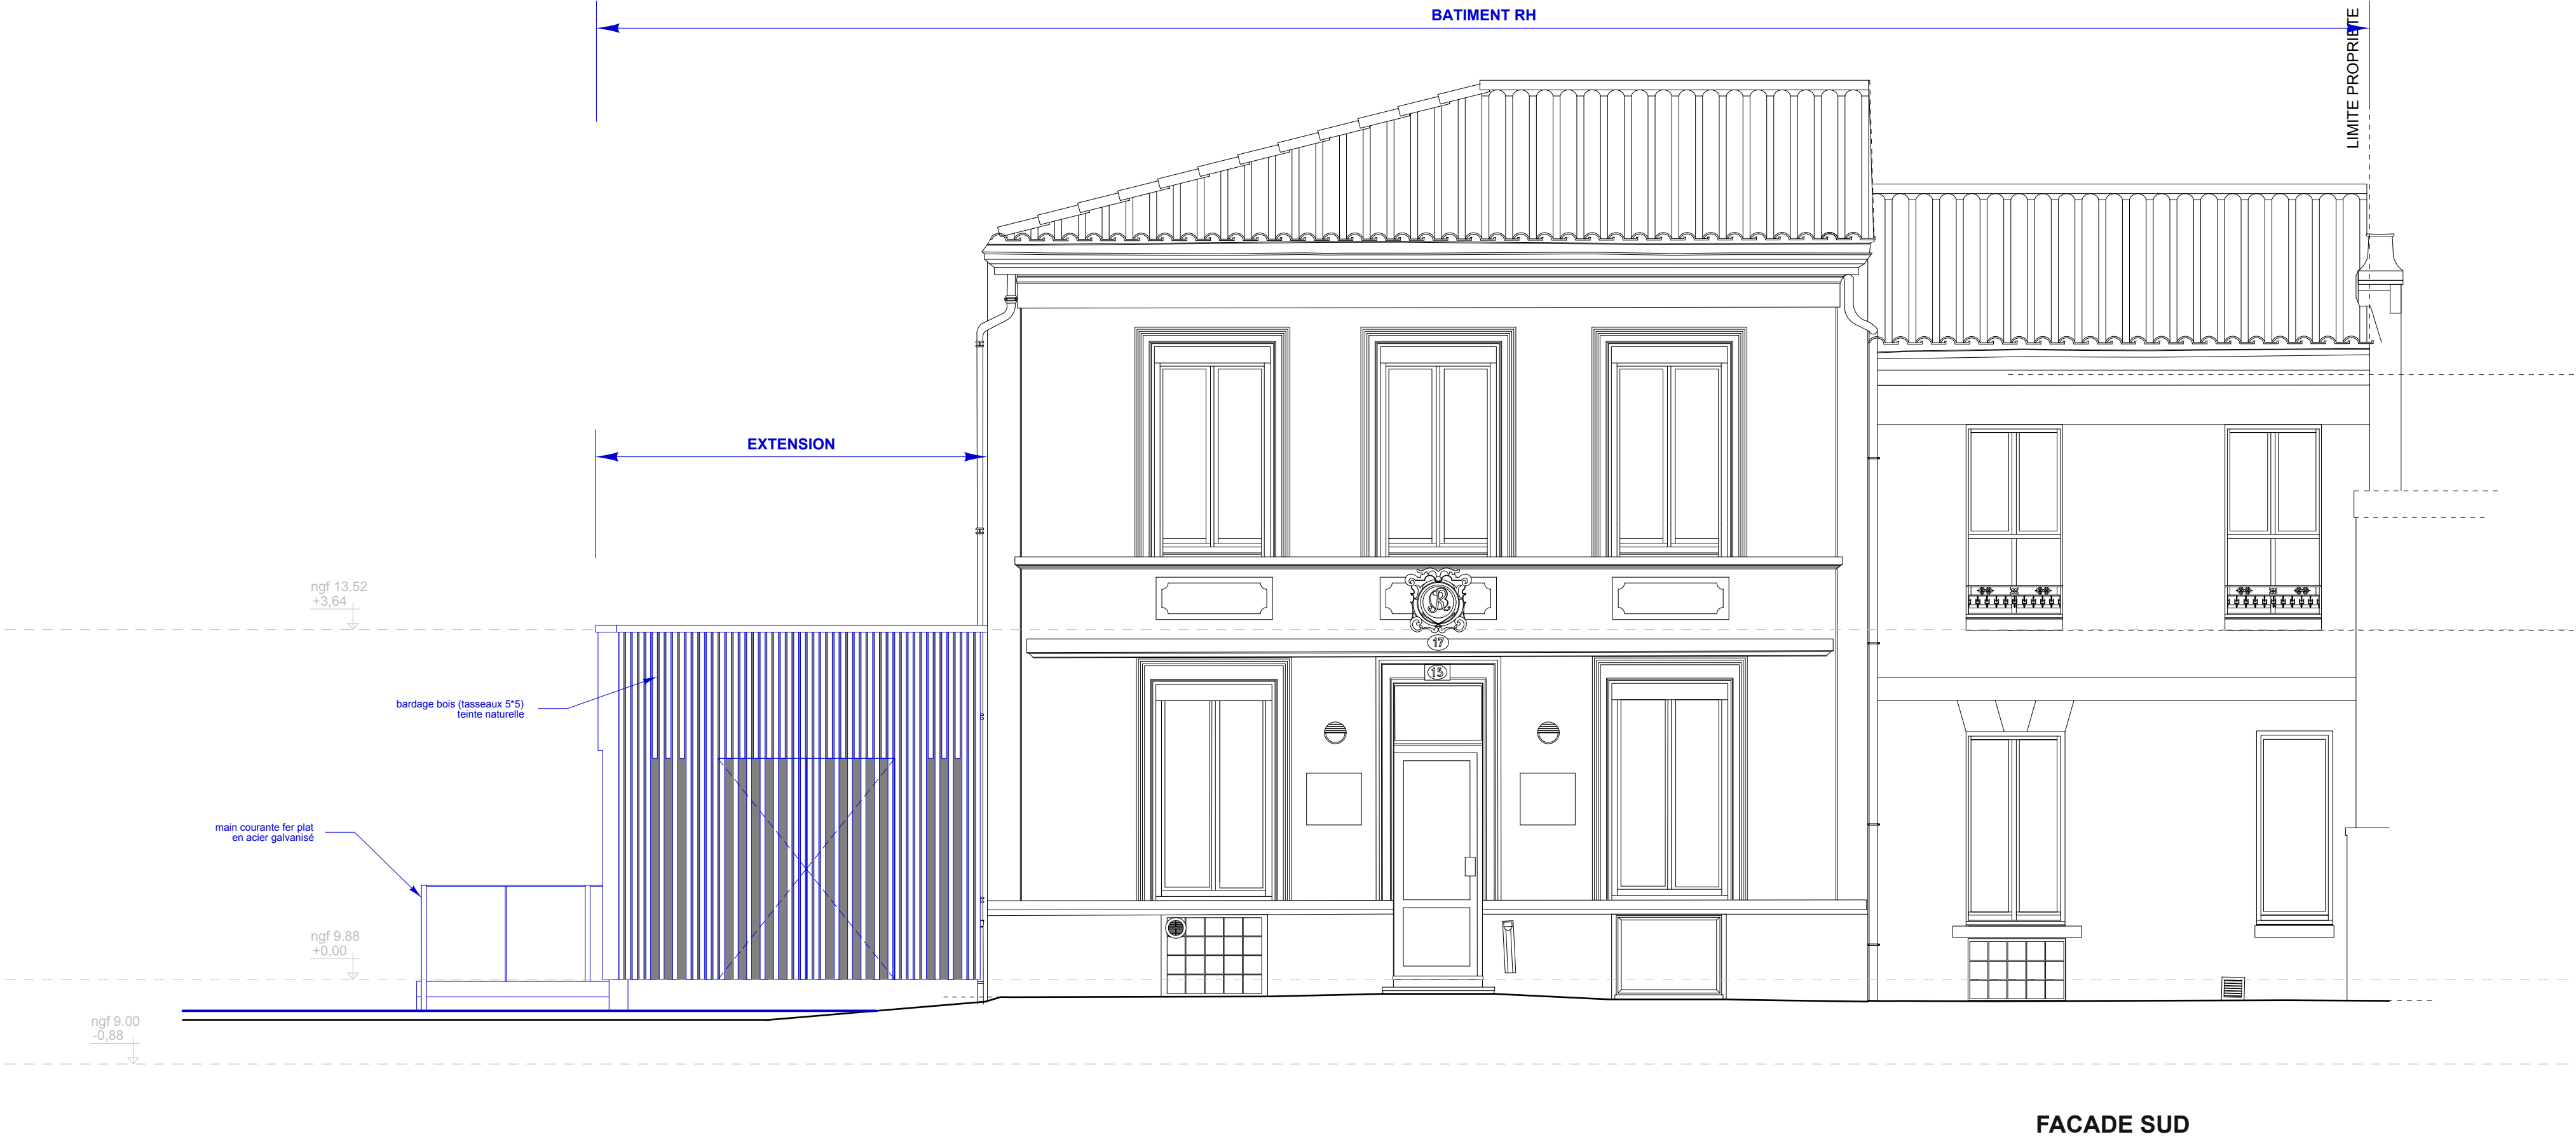 BATIMENT RH
LIMITE PROPRIETE
EXTENSION
ngf 13.52
+3,64
17
15
bardage bois (tasseaux 5*5)
teinte naturelle
main courante fer plat
en acier galvanisé
ngf 9.88
+0,00
ngf 9.00
-0,88
FACADE SUD